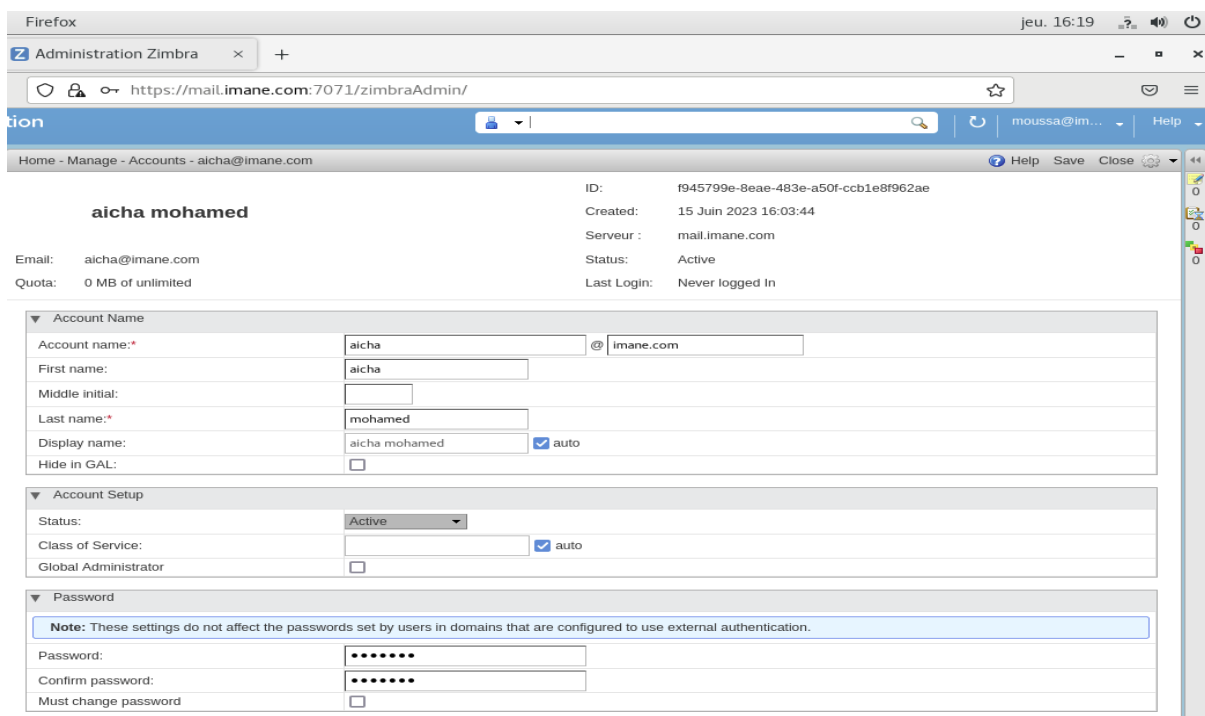 Firefox jeu. 16:19
Administration Zimbra × +
https://mail.imane.com:7071/zimbraAdmin/
tion moussa@im... Help
Home - Manage - Accounts - aicha@imane.com Help Save Close
ID: f945799e-8eae-483e-a50f-ccb1e8f962ae 0
aicha mohamed Created: 15 Juin 2023 16:03:44
Serveur : mail.imane.com 0
Email: aicha@imane.com Status: Active 0
Quota: 0 MB of unlimited Last Login: Never logged In
Account Name
Account name:* aicha @ imane.com
First name: aicha
Middle initial:
Last name:* mohamed
Display name: aicha mohamed auto
Hide in GAL:
Account Setup
Status: Active
Class of Service: auto
Global Administrator
Password
Note: These settings do not affect the passwords set by users in domains that are configured to use external authentication.
Password: •••••••
Confirm password: •••••••
Must change password